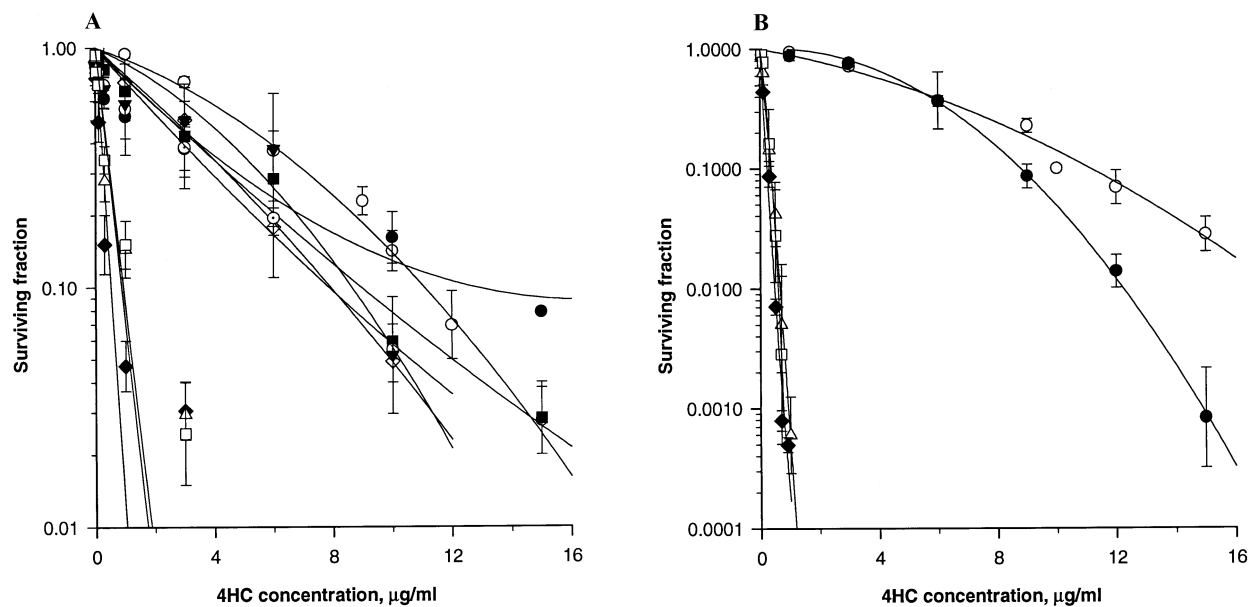 A
B
1.00
0.10
0.01
Surviving fraction
0 4 8 12 16
4HC concentration, μg/ml
1.0000
0.1000
0.0100
0.0010
0.0001
Surviving fraction
0 4 8 12 16
4HC concentration, μg/ml